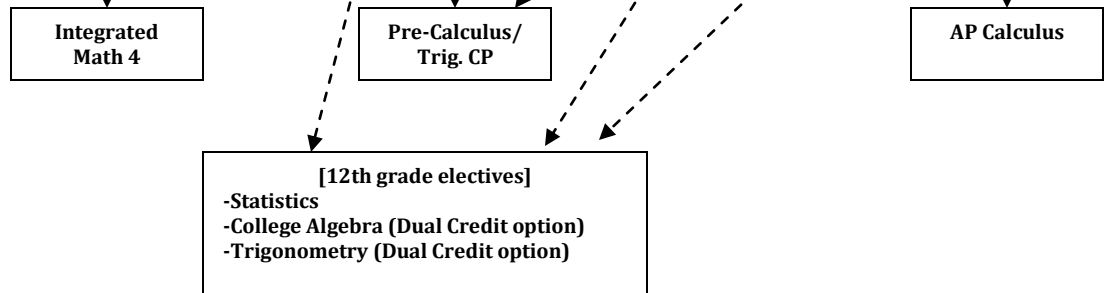 Integrated
Math 4
Pre-Calculus/
Trig. CP
AP Calculus
[12th grade electives]
-Statistics
-College Algebra (Dual Credit option)
-Trigonometry (Dual Credit option)